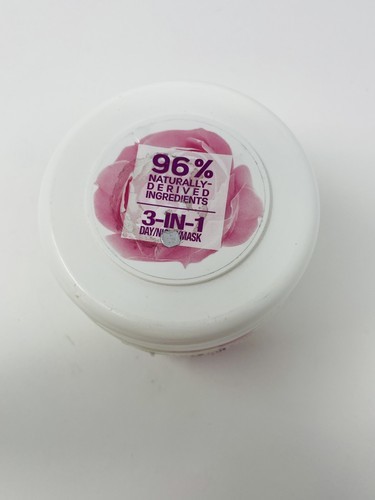 96%
NATURALLY-
DERIVED
INGREDIENTS
3-IN-1
DAY/ /MASK